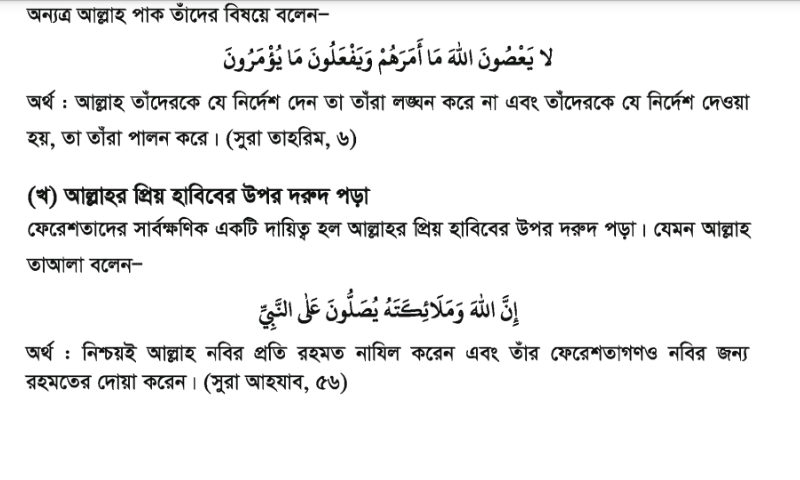 অন্যত্র আল্লাহ পাক তাঁদের বিষয়ে বলেন–
لا يَعْصُونَ اللهَ مَا أَمَرَهُمْ وَيَفْعَلُونَ مَا يُؤْمَرُونَ
অর্থ : আল্লাহ তাঁদেরকে যে নির্দেশ দেন তা তাঁরা লঙ্ঘন করে না এবং তাঁদেরকে যে নির্দেশ দেওয়া
হয়, তা তাঁরা পালন করে। (সুরা তাহরিম, ৬)
(খ) আল্লাহর প্রিয় হাবিবের উপর দরুদ পড়া
ফেরেশতাদের সার্বক্ষণিক একটি দায়িত্ব হল আল্লাহর প্রিয় হাবিবের উপর দরুদ পড়া। যেমন আল্লাহ
তাআলা বলেন–
إِنَّ اللهَ وَمَلَائِكَتَهُ يُصَلُّونَ عَلَى النَّبِيِّ
অর্থ : নিশ্চয়ই আল্লাহ নবির প্রতি রহমত নাযিল করেন এবং তাঁর ফেরেশতাগণও নবির জন্য
রহমতের দোয়া করেন। (সুরা আহযাব, ৫৬)